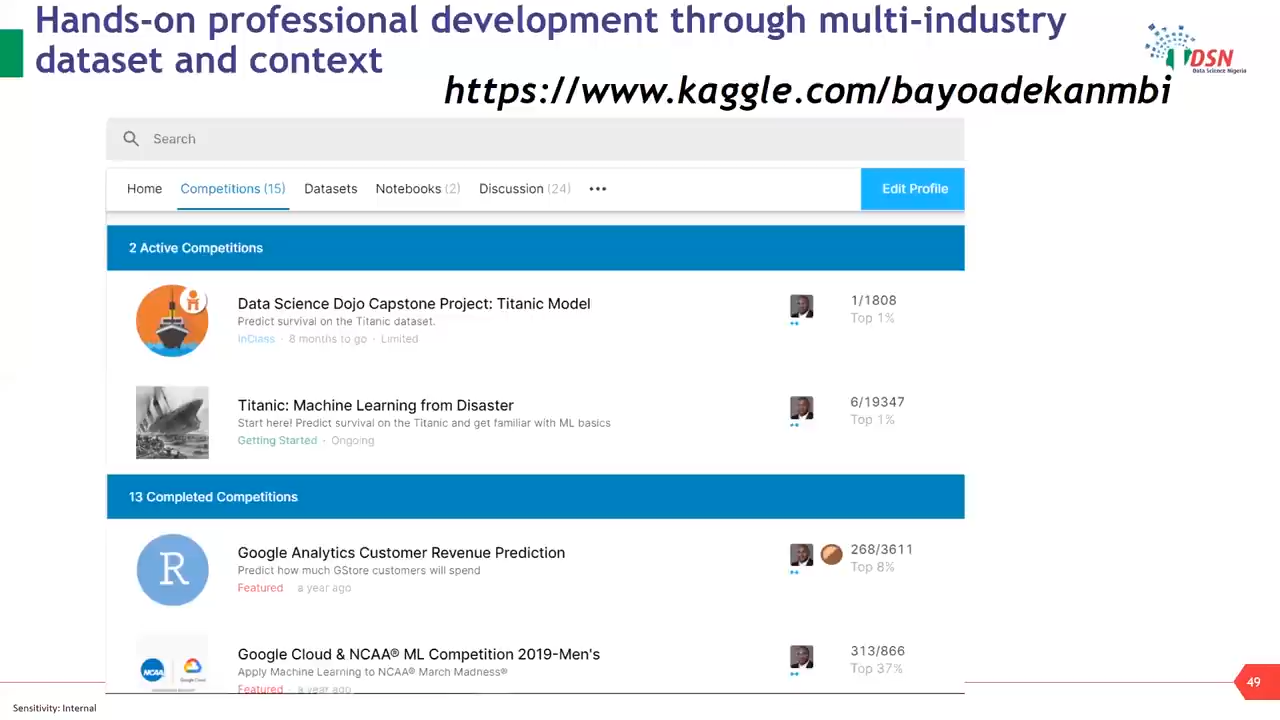 Hands-on professional development through multi-industry
dataset and context
DSN
Data Science Nigeria
https://www.kaggle.com/bayoadekanmbi
Search
Home Competitions (15) Datasets Notebooks (2) Discussion (24) ••• Edit Profile
2 Active Competitions
Data Science Dojo Capstone Project: Titanic Model 1/1808
Predict survival on the Titanic dataset. Top 1%
InClass · 8 months to go · Limited
Titanic: Machine Learning from Disaster 6/19347
Start here! Predict survival on the Titanic and get familiar with ML basics Top 1%
Getting Started · Ongoing
13 Completed Competitions
R
Google Analytics Customer Revenue Prediction 268/3611
Predict how much GStore customers will spend Top 8%
Featured · a year ago
NCAA Google Cloud
Google Cloud & NCAA® ML Competition 2019-Men's 313/866
Apply Machine Learning to NCAA® March Madness® Top 37%
Featured · a year ago
49
Sensitivity: Internal